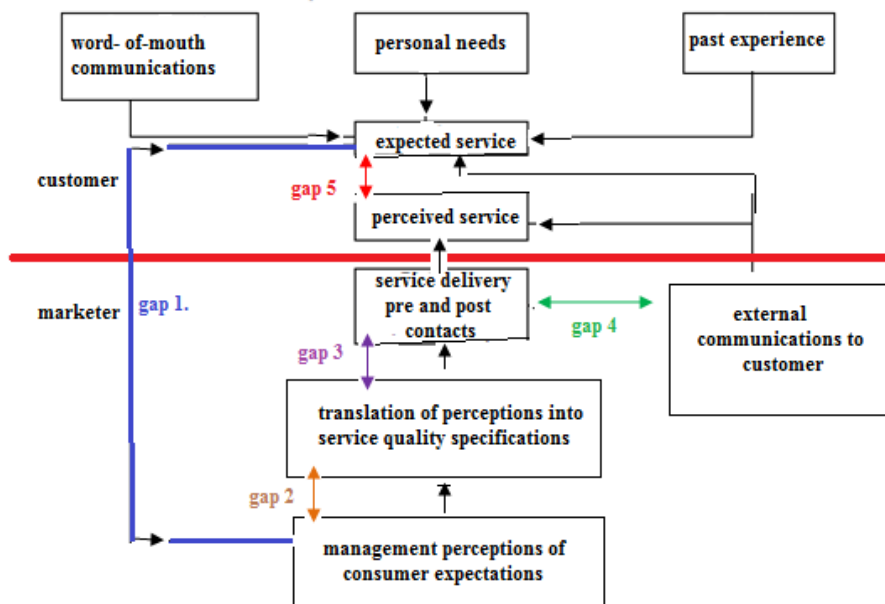 word- of-mouth
communications
personal needs
past experience
expected service
customer
gap 5
perceived service
marketer
gap 1.
service delivery
pre and post
contacts
gap 4
external
communications to
customer
gap 3
translation of perceptions into
service quality specifications
gap 2
management perceptions of
consumer expectations